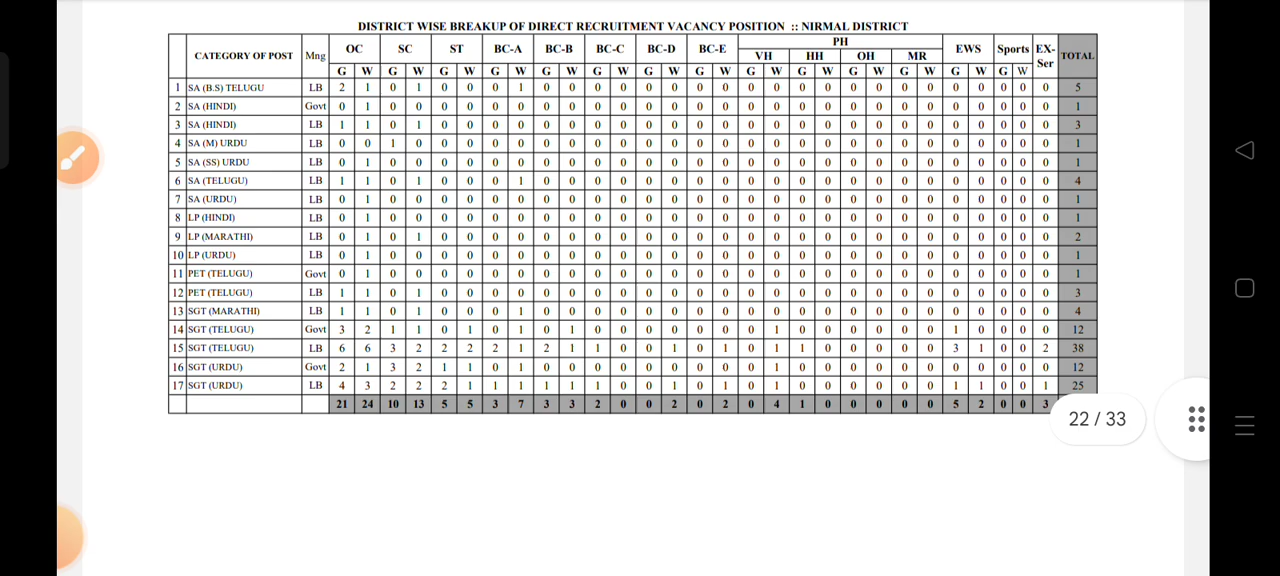 DISTRICT WISE BREAKUP OF DIRECT RECRUITMENT VACANCY POSITION :: NIRMAL DISTRICT
CATEGORY OF POST Mng OC SC ST BC-A BC-B BC-C BC-D BC-E PH EWS Sports EX-Ser TOTAL
VH HH OH MR
G W G W G W G W G W G W G W G W G W G W G W G W G W G W
1 SA (B.S) TELUGU LB 2 1 0 1 0 0 0 1 0 0 0 0 0 0 0 0 0 0 0 0 0 0 0 0 0 0 0 0 0 5
2 SA (HINDI) Govt 0 1 0 0 0 0 0 0 0 0 0 0 0 0 0 0 0 0 0 0 0 0 0 0 0 0 0 0 0 1
3 SA (HINDI) LB 1 1 0 1 0 0 0 0 0 0 0 0 0 0 0 0 0 0 0 0 0 0 0 0 0 0 0 0 0 3
4 SA (M) URDU LB 0 0 1 0 0 0 0 0 0 0 0 0 0 0 0 0 0 0 0 0 0 0 0 0 0 0 0 0 0 1
5 SA (SS) URDU LB 0 1 0 0 0 0 0 0 0 0 0 0 0 0 0 0 0 0 0 0 0 0 0 0 0 0 0 0 0 1
6 SA (TELUGU) LB 1 1 0 1 0 0 0 1 0 0 0 0 0 0 0 0 0 0 0 0 0 0 0 0 0 0 0 0 0 4
7 SA (URDU) LB 0 1 0 0 0 0 0 0 0 0 0 0 0 0 0 0 0 0 0 0 0 0 0 0 0 0 0 0 0 1
8 LP (HINDI) LB 0 1 0 0 0 0 0 0 0 0 0 0 0 0 0 0 0 0 0 0 0 0 0 0 0 0 0 0 0 1
9 LP (MARATHI) LB 0 1 0 1 0 0 0 0 0 0 0 0 0 0 0 0 0 0 0 0 0 0 0 0 0 0 0 0 0 2
10 LP (URDU) LB 0 1 0 0 0 0 0 0 0 0 0 0 0 0 0 0 0 0 0 0 0 0 0 0 0 0 0 0 0 1
11 PET (TELUGU) Govt 0 1 0 0 0 0 0 0 0 0 0 0 0 0 0 0 0 0 0 0 0 0 0 0 0 0 0 0 0 1
12 PET (TELUGU) LB 1 1 0 1 0 0 0 0 0 0 0 0 0 0 0 0 0 0 0 0 0 0 0 0 0 0 0 0 0 3
13 SGT (MARATHI) LB 1 1 0 1 0 0 0 1 0 0 0 0 0 0 0 0 0 0 0 0 0 0 0 0 0 0 0 0 0 4
14 SGT (TELUGU) Govt 3 2 1 1 0 1 0 1 0 1 0 0 0 0 0 0 0 1 0 0 0 0 0 0 1 0 0 0 0 12
15 SGT (TELUGU) LB 6 6 3 2 2 2 2 1 2 1 1 0 0 1 0 1 0 1 1 0 0 0 0 0 3 1 0 0 2 38
16 SGT (URDU) Govt 2 1 3 2 1 1 0 1 0 0 0 0 0 0 0 0 0 1 0 0 0 0 0 0 0 0 0 0 0 12
17 SGT (URDU) LB 4 3 2 2 2 1 1 1 1 1 1 0 0 1 0 1 0 1 0 0 0 0 0 0 1 1 0 0 1 25
21 24 10 13 5 5 3 7 3 3 2 0 0 2 0 2 0 4 1 0 0 0 0 0 5 2 0 0 3
22 / 33